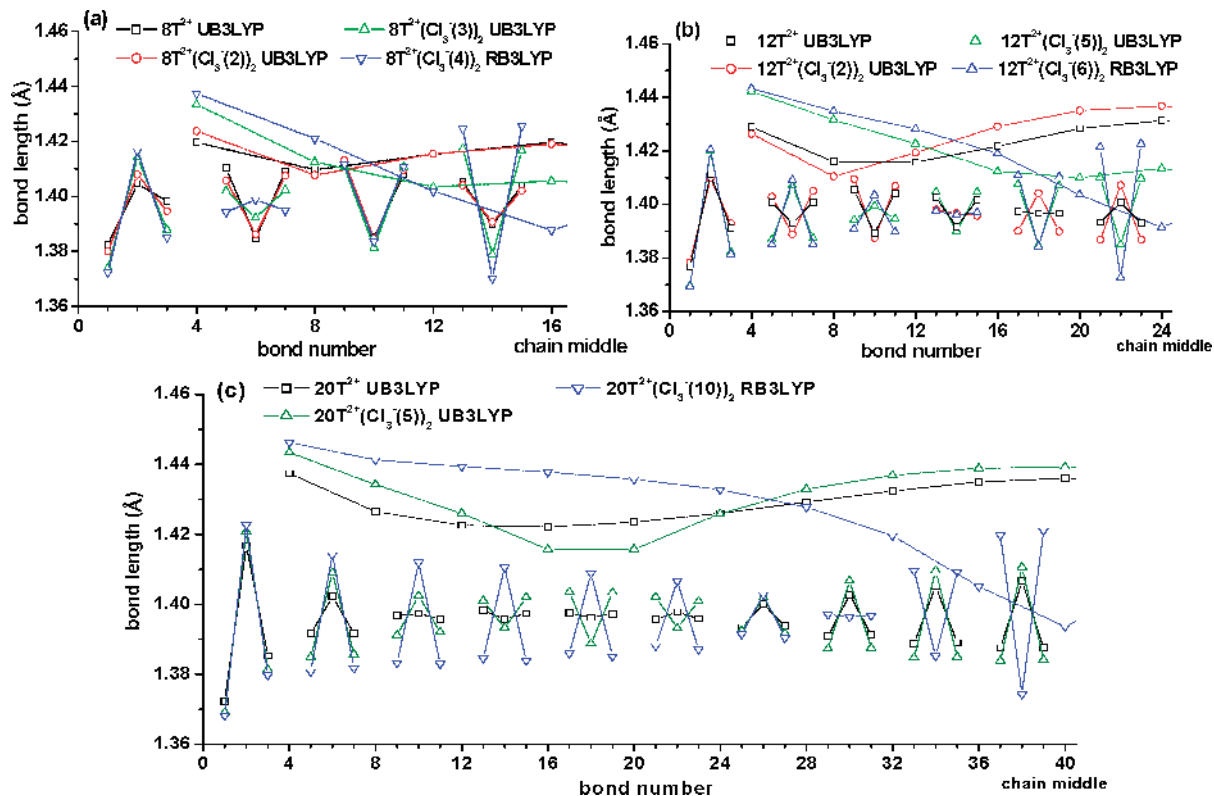 (a)
8T²⁺ UB3LYP
8T²⁺(Cl₃⁻(3))₂ UB3LYP
8T²⁺(Cl₃⁻(2))₂ UB3LYP
8T²⁺(Cl₃⁻(4))₂ RB3LYP
bond length (Å)
1.46
1.44
1.42
1.40
1.38
1.36
0 4 8 12 16
bond number
chain middle
(b)
12T²⁺ UB3LYP
12T²⁺(Cl₃⁻(5))₂ UB3LYP
12T²⁺(Cl₃⁻(2))₂ UB3LYP
12T²⁺(Cl₃⁻(6))₂ RB3LYP
bond length (Å)
1.46
1.44
1.42
1.40
1.38
1.36
0 4 8 12 16 20 24
bond number
chain middle
(c)
20T²⁺ UB3LYP
20T²⁺(Cl₃⁻(10))₂ RB3LYP
20T²⁺(Cl₃⁻(5))₂ UB3LYP
bond length (Å)
1.46
1.44
1.42
1.40
1.38
1.36
0 4 8 12 16 20 24 28 32 36 40
bond number
chain middle